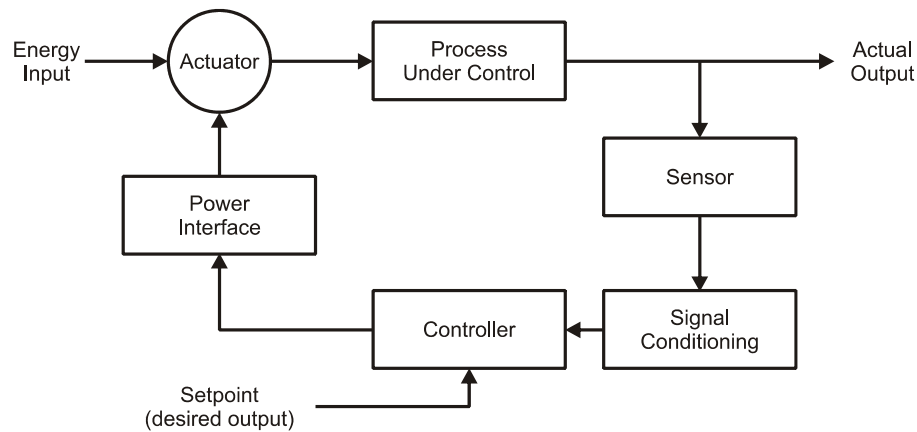 Energy
Input
Actuator
Process
Under Control
Actual
Output
Sensor
Power
Interface
Controller
Signal
Conditioning
Setpoint
(desired output)